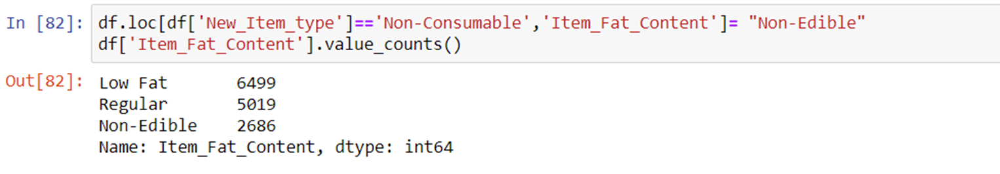 In [82]: df.loc[df['New_Item_type']=='Non-Consumable','Item_Fat_Content']= "Non-Edible"
df['Item_Fat_Content'].value_counts()
Out[82]: Low Fat 6499
Regular 5019
Non-Edible 2686
Name: Item_Fat_Content, dtype: int64